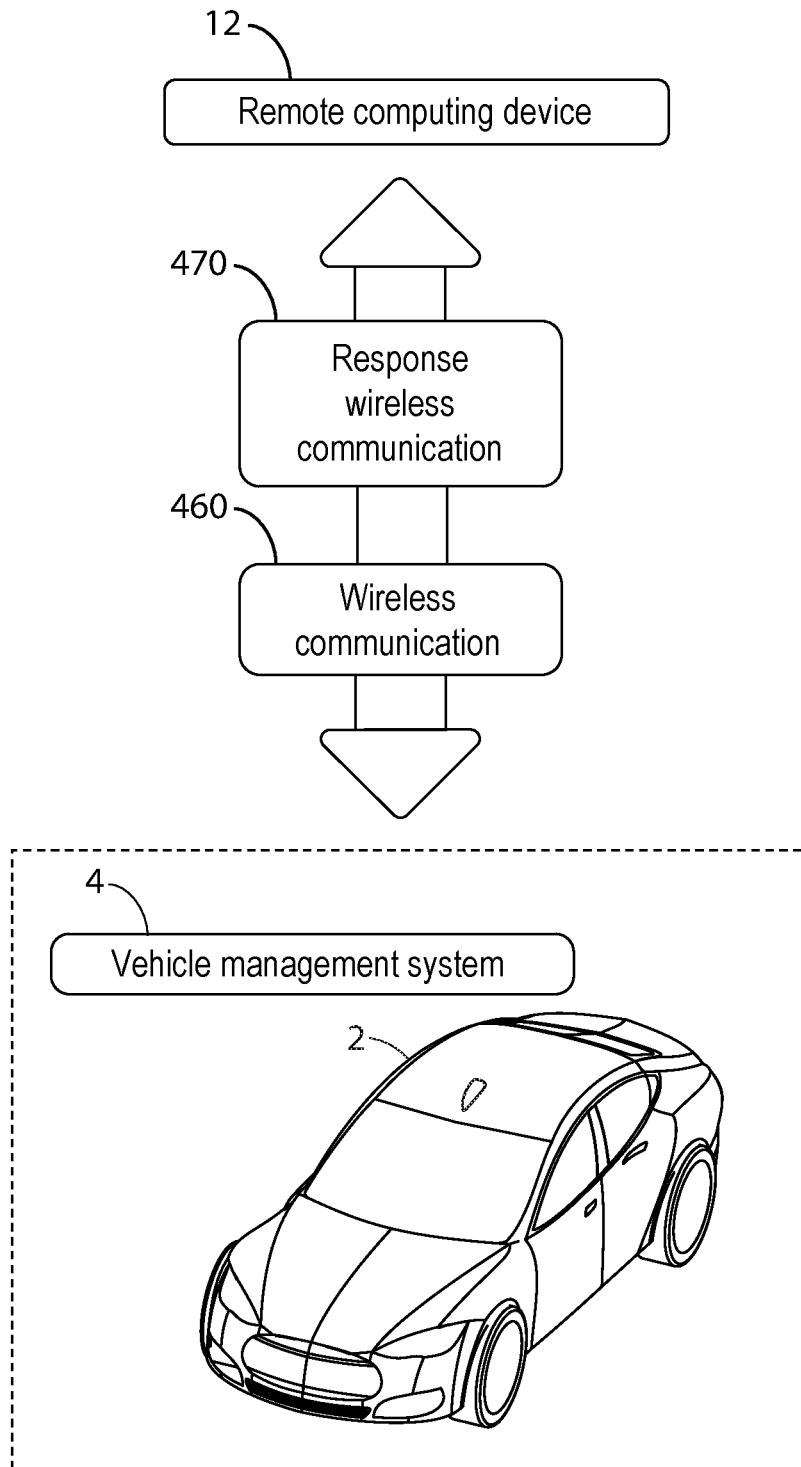 12
Remote computing device
470
Response
wireless
communication
460
Wireless
communication
4
Vehicle management system
2